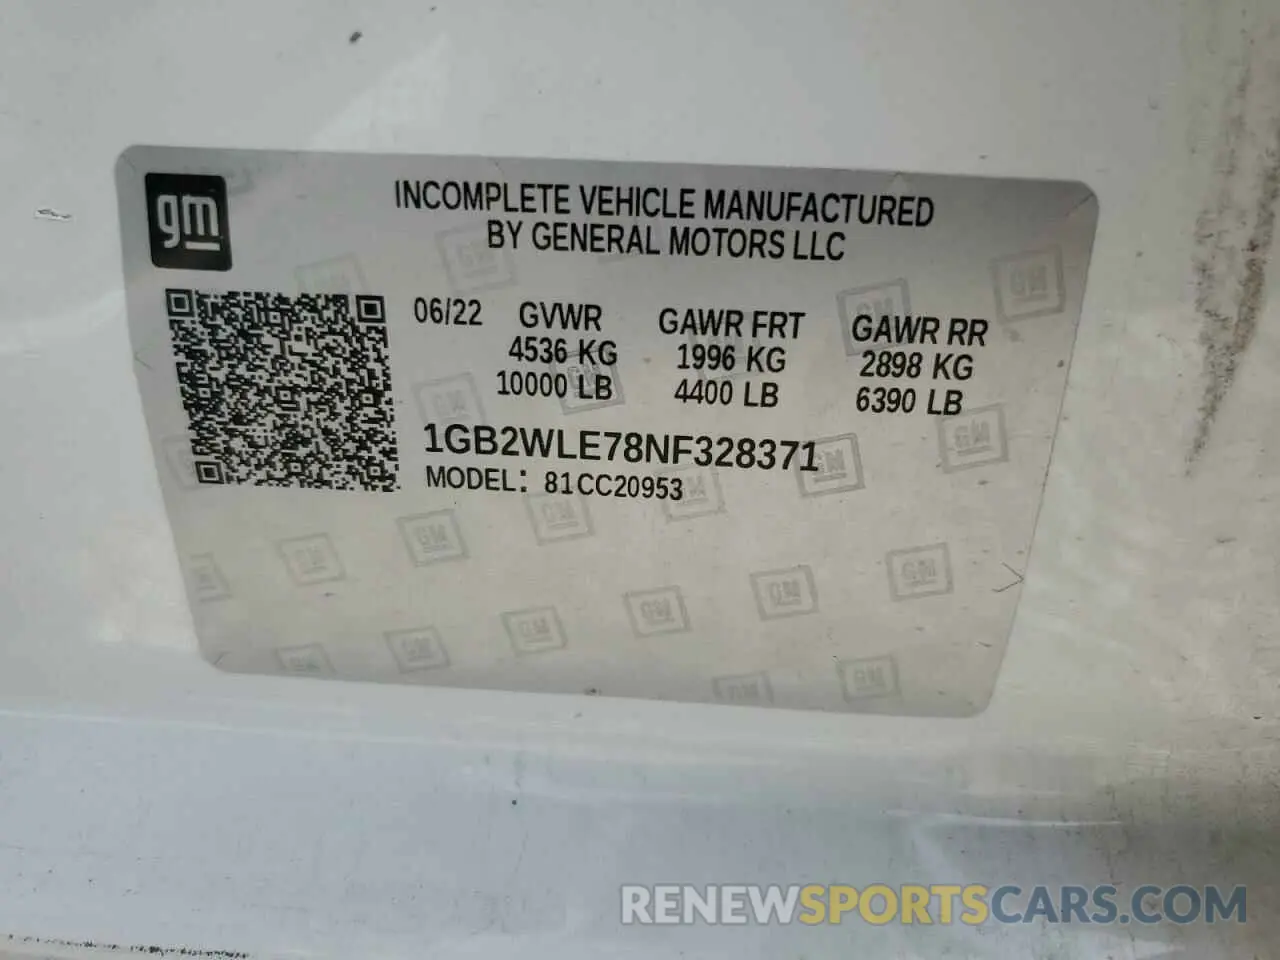 gm
INCOMPLETE VEHICLE MANUFACTURED
BY GENERAL MOTORS LLC
06/22 GVWR GAWR FRT GAWR RR
4536 KG 1996 KG 2898 KG
10000 LB 4400 LB 6390 LB
1GB2WLE78NF328371
MODEL: 81CC20953
RENEWSPORTSCARS.COM